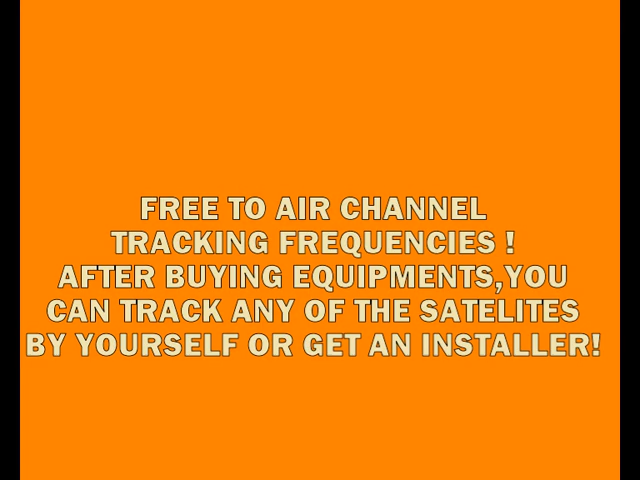 FREE TO AIR CHANNEL
TRACKING FREQUENCIES !
AFTER BUYING EQUIPMENTS,YOU
CAN TRACK ANY OF THE SATELITES
BY YOURSELF OR GET AN INSTALLER!